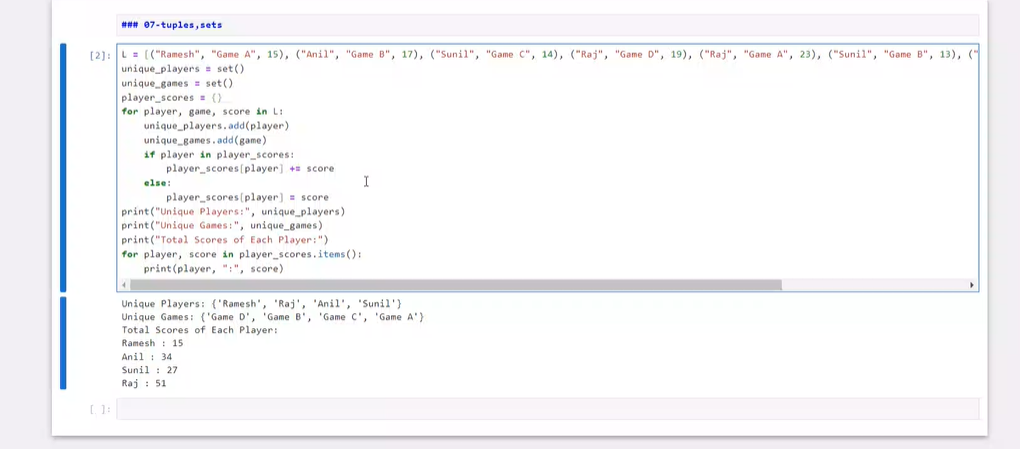 ### 07-tuples,sets
[2]: L = [("Ramesh", "Game A", 15), ("Anil", "Game B", 17), ("Sunil", "Game C", 14), ("Raj", "Game D", 19), ("Raj", "Game A", 23), ("Sunil", "Game B", 13), ("
unique_players = set()
unique_games = set()
player_scores = {}
for player, game, score in L:
    unique_players.add(player)
    unique_games.add(game)
    if player in player_scores:
        player_scores[player] += score
    else:
        player_scores[player] = score
print("Unique Players:", unique_players)
print("Unique Games:", unique_games)
print("Total Scores of Each Player:")
for player, score in player_scores.items():
    print(player, ":", score)
Unique Players: {'Ramesh', 'Raj', 'Anil', 'Sunil'}
Unique Games: {'Game D', 'Game B', 'Game C', 'Game A'}
Total Scores of Each Player:
Ramesh : 15
Anil : 34
Sunil : 27
Raj : 51
[ ]: